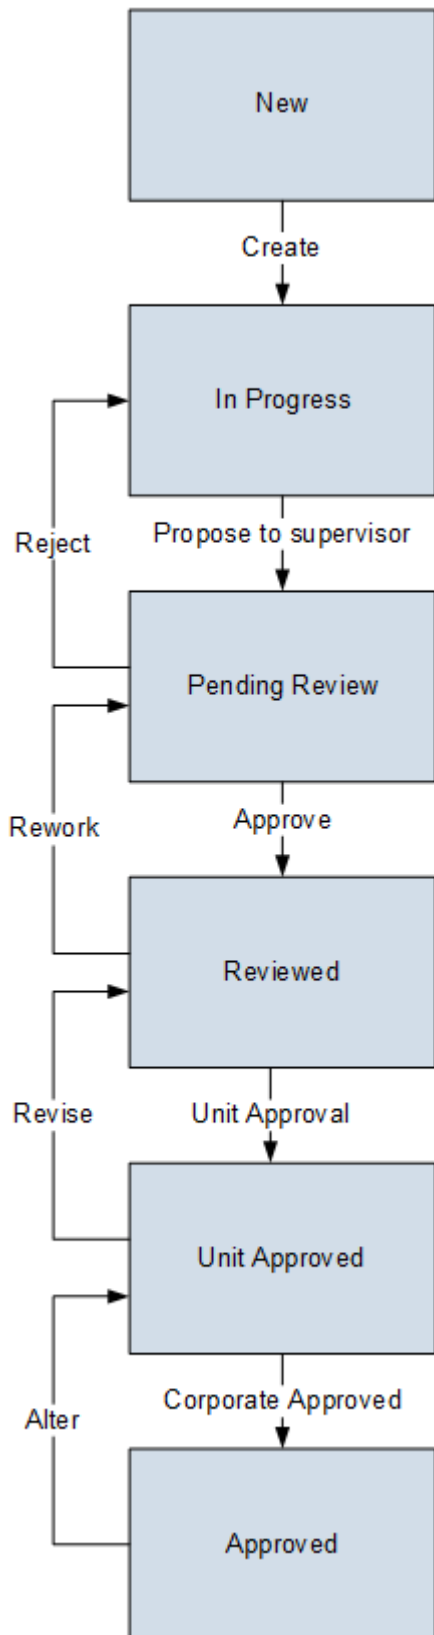 New
Create
In Progress
Propose to supervisor
Reject
Pending Review
Approve
Rework
Reviewed
Unit Approval
Revise
Unit Approved
Corporate Approved
Alter
Approved